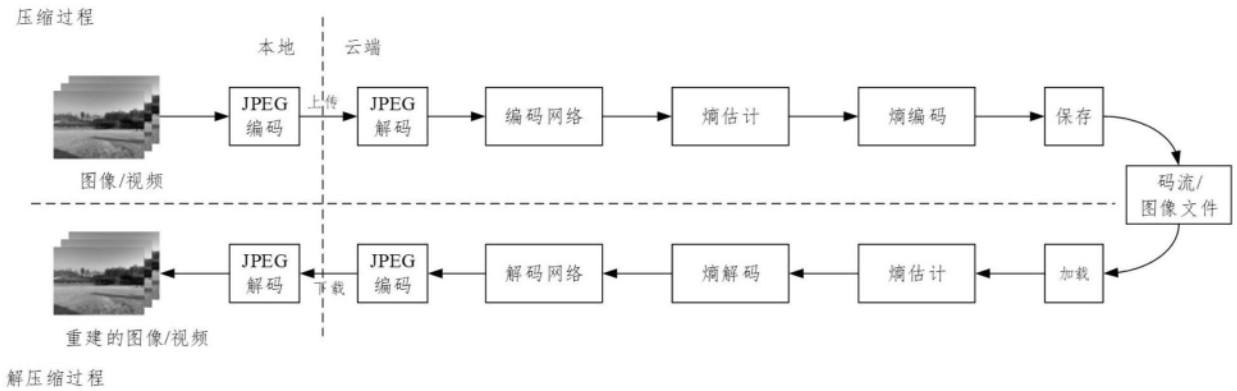 压缩过程
本地
云端
JPEG
编码
上传
JPEG
解码
编码网络
熵估计
熵编码
保存
图像/视频
码流/
图像文件
JPEG
解码
下载
JPEG
编码
解码网络
熵解码
熵估计
加载
重建的图像/视频
解压缩过程